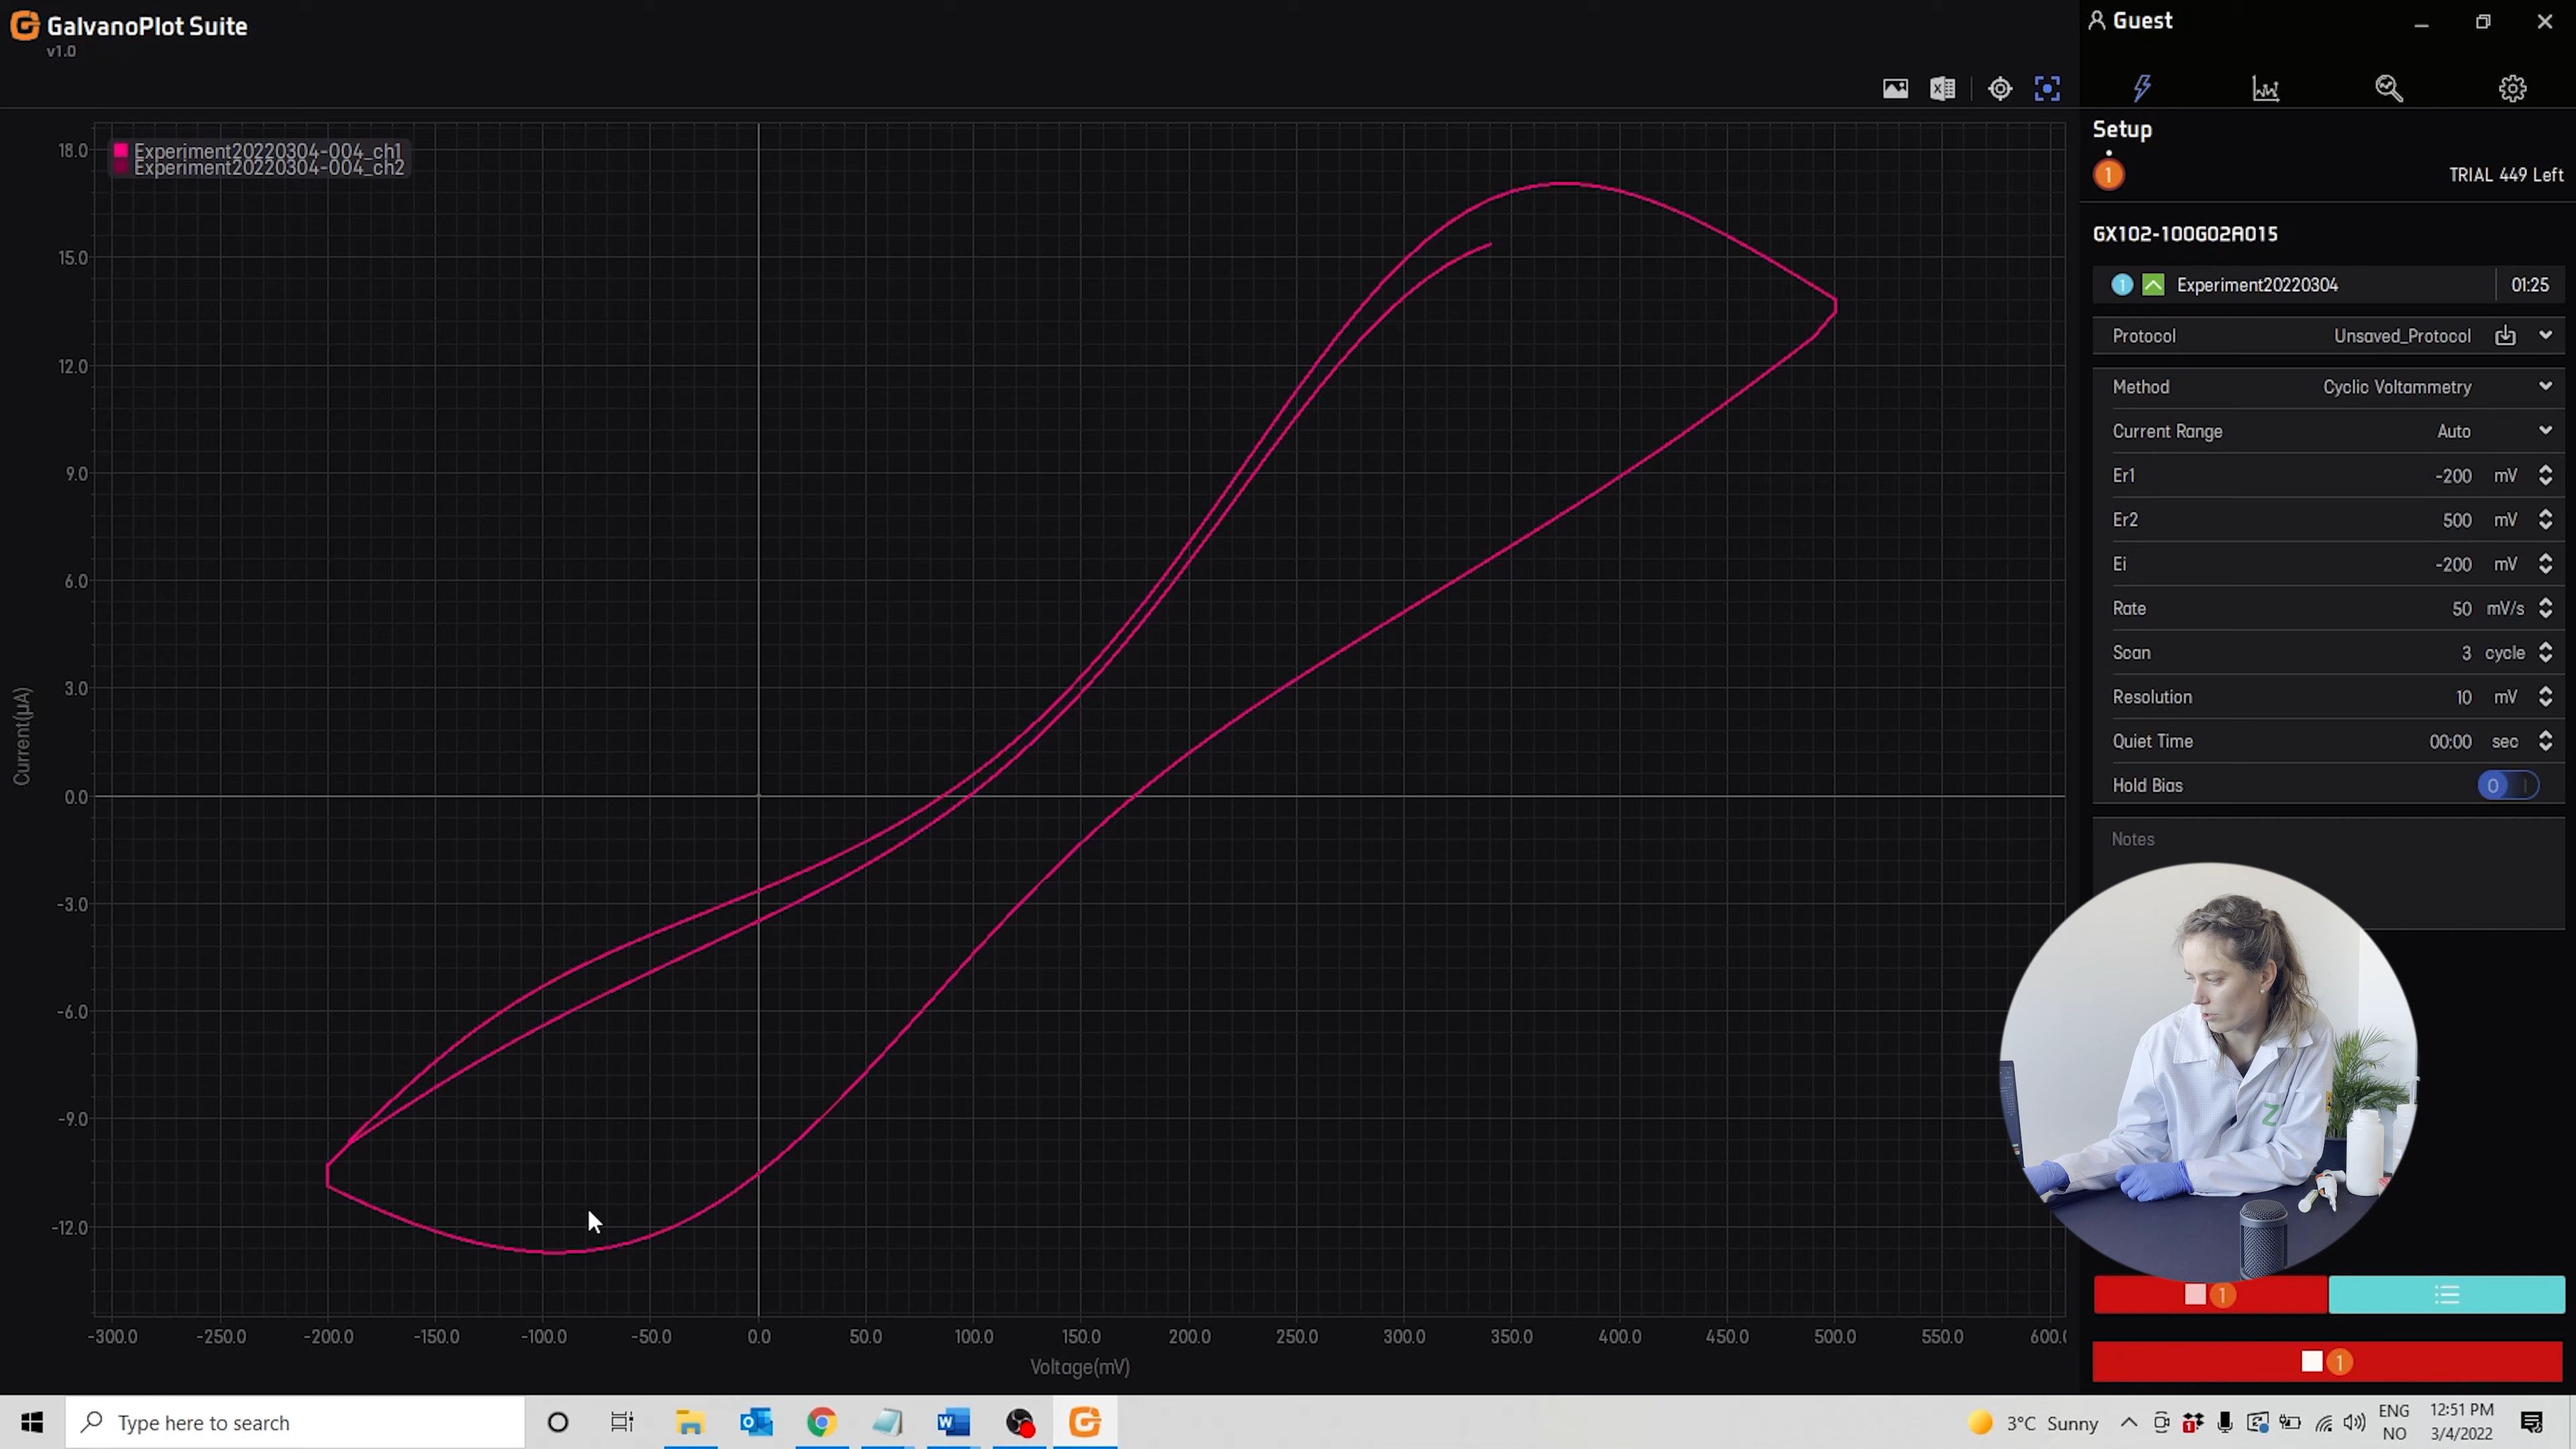 GalvanoPlot Suite
v1.0
Guest
Setup
1
TRIAL 449 Left
GX102-100G02A015
1 Experiment20220304 01:25
Protocol Unsaved_Protocol
Method Cyclic Voltammetry
Current Range Auto
Er1 -200 mV
Er2 500 mV
Ei -200 mV
Rate 50 mV/s
Scan 3 cycle
Resolution 10 mV
Quiet Time 00:00 sec
Hold Bias 0
Notes
Experiment20220304-004_ch1
Experiment20220304-004_ch2
18.0
15.0
12.0
9.0
6.0
3.0
0.0
-3.0
-6.0
-9.0
-12.0
Current(µA)
-300.0 -250.0 -200.0 -150.0 -100.0 -50.0 0.0 50.0 100.0 150.0 200.0 250.0 300.0 350.0 400.0 450.0 500.0 550.0 600.0
Voltage(mV)
Z
1
1
Type here to search
3°C Sunny
ENG
NO
12:51 PM
3/4/2022